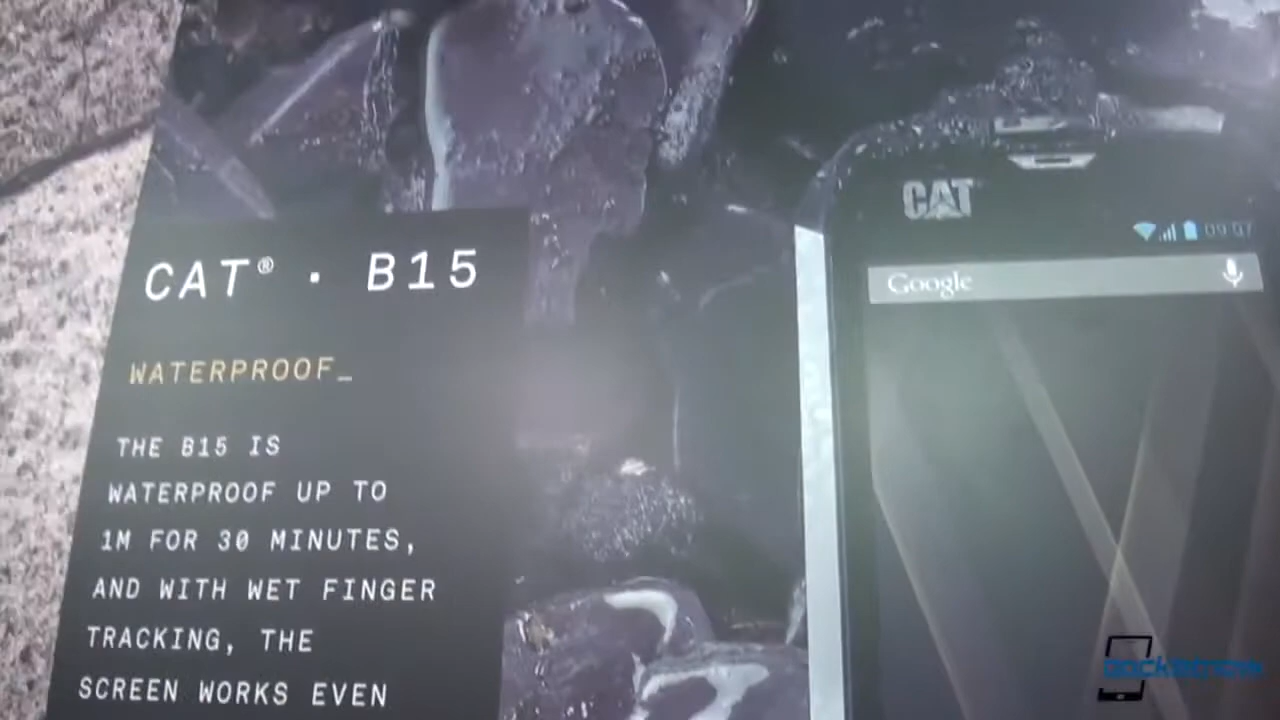 CAT® · B15
WATERPROOF_
THE B15 IS
WATERPROOF UP TO
1M FOR 30 MINUTES,
AND WITH WET FINGER
TRACKING, THE
SCREEN WORKS EVEN
CAT
09:07
Google
pocketnow